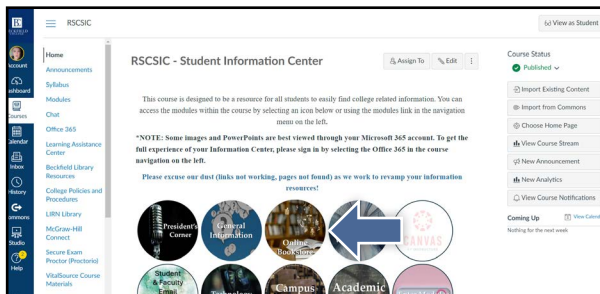 RSCSIC
View as Student
Account
Dashboard
Courses
Calendar
Inbox
History
Commons
Studio
Help
Home
Announcements
Syllabus
Modules
Chat
Office 365
Learning Assistance
Center
Beckfield Library
Resources
College Policies and
Procedures
LIRN Library
McGraw-Hill
Connect
Secure Exam
Proctor (Proctorio)
VitalSource Course
Materials
RSCSIC - Student Information Center
Assign To
Edit
This course is designed to be a resource for all students to easily find college related information. You can
access the modules within the course by selecting an icon below or using the modules link in the navigation
menu on the left.
*NOTE: Some images and PowerPoints are best viewed through your Microsoft 365 account. To get the
full experience of your Information Center, please sign in by selecting the Office 365 in the course
navigation on the left.
Please excuse our dust (links not working, pages not found) as we work to revamp your information
resources!
President's
Corner
General
Information
Online
Bookstore
CANVAS
Student
& Faculty
Email
Technology
Campus
Academic
Course Status
Published
Import Existing Content
Import from Commons
Choose Home Page
View Course Stream
New Announcement
New Analytics
View Course Notifications
Coming Up
View Calend
Nothing for the next week